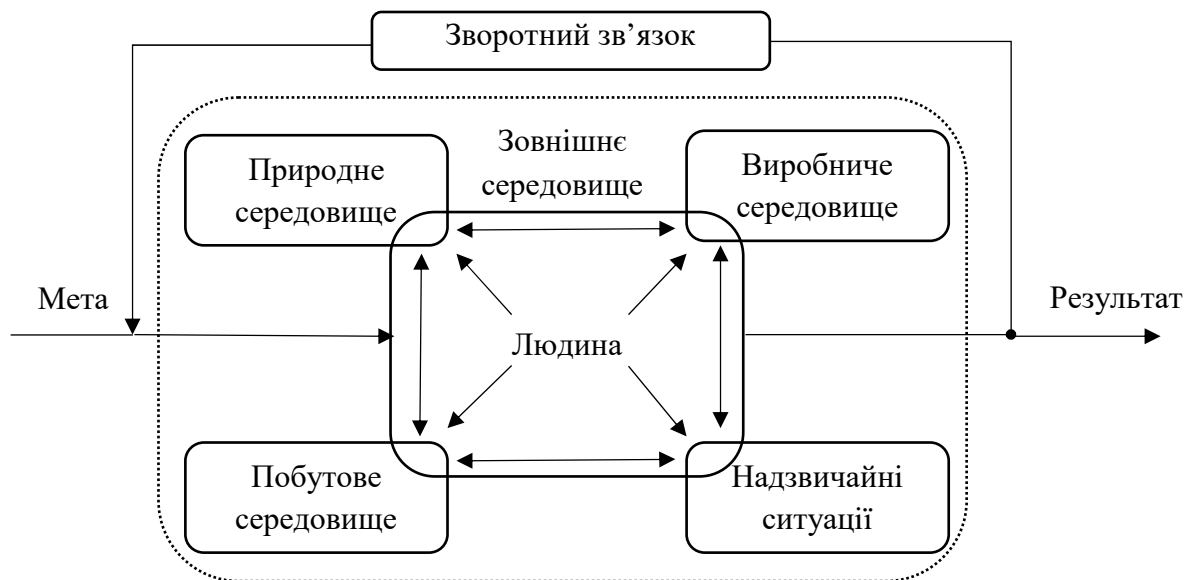 Зворотний зв’язок
Зовнішнє
середовище
Природне
середовище
Виробниче
середовище
Мета
Людина
Результат
Побутове
середовище
Надзвичайні
ситуації